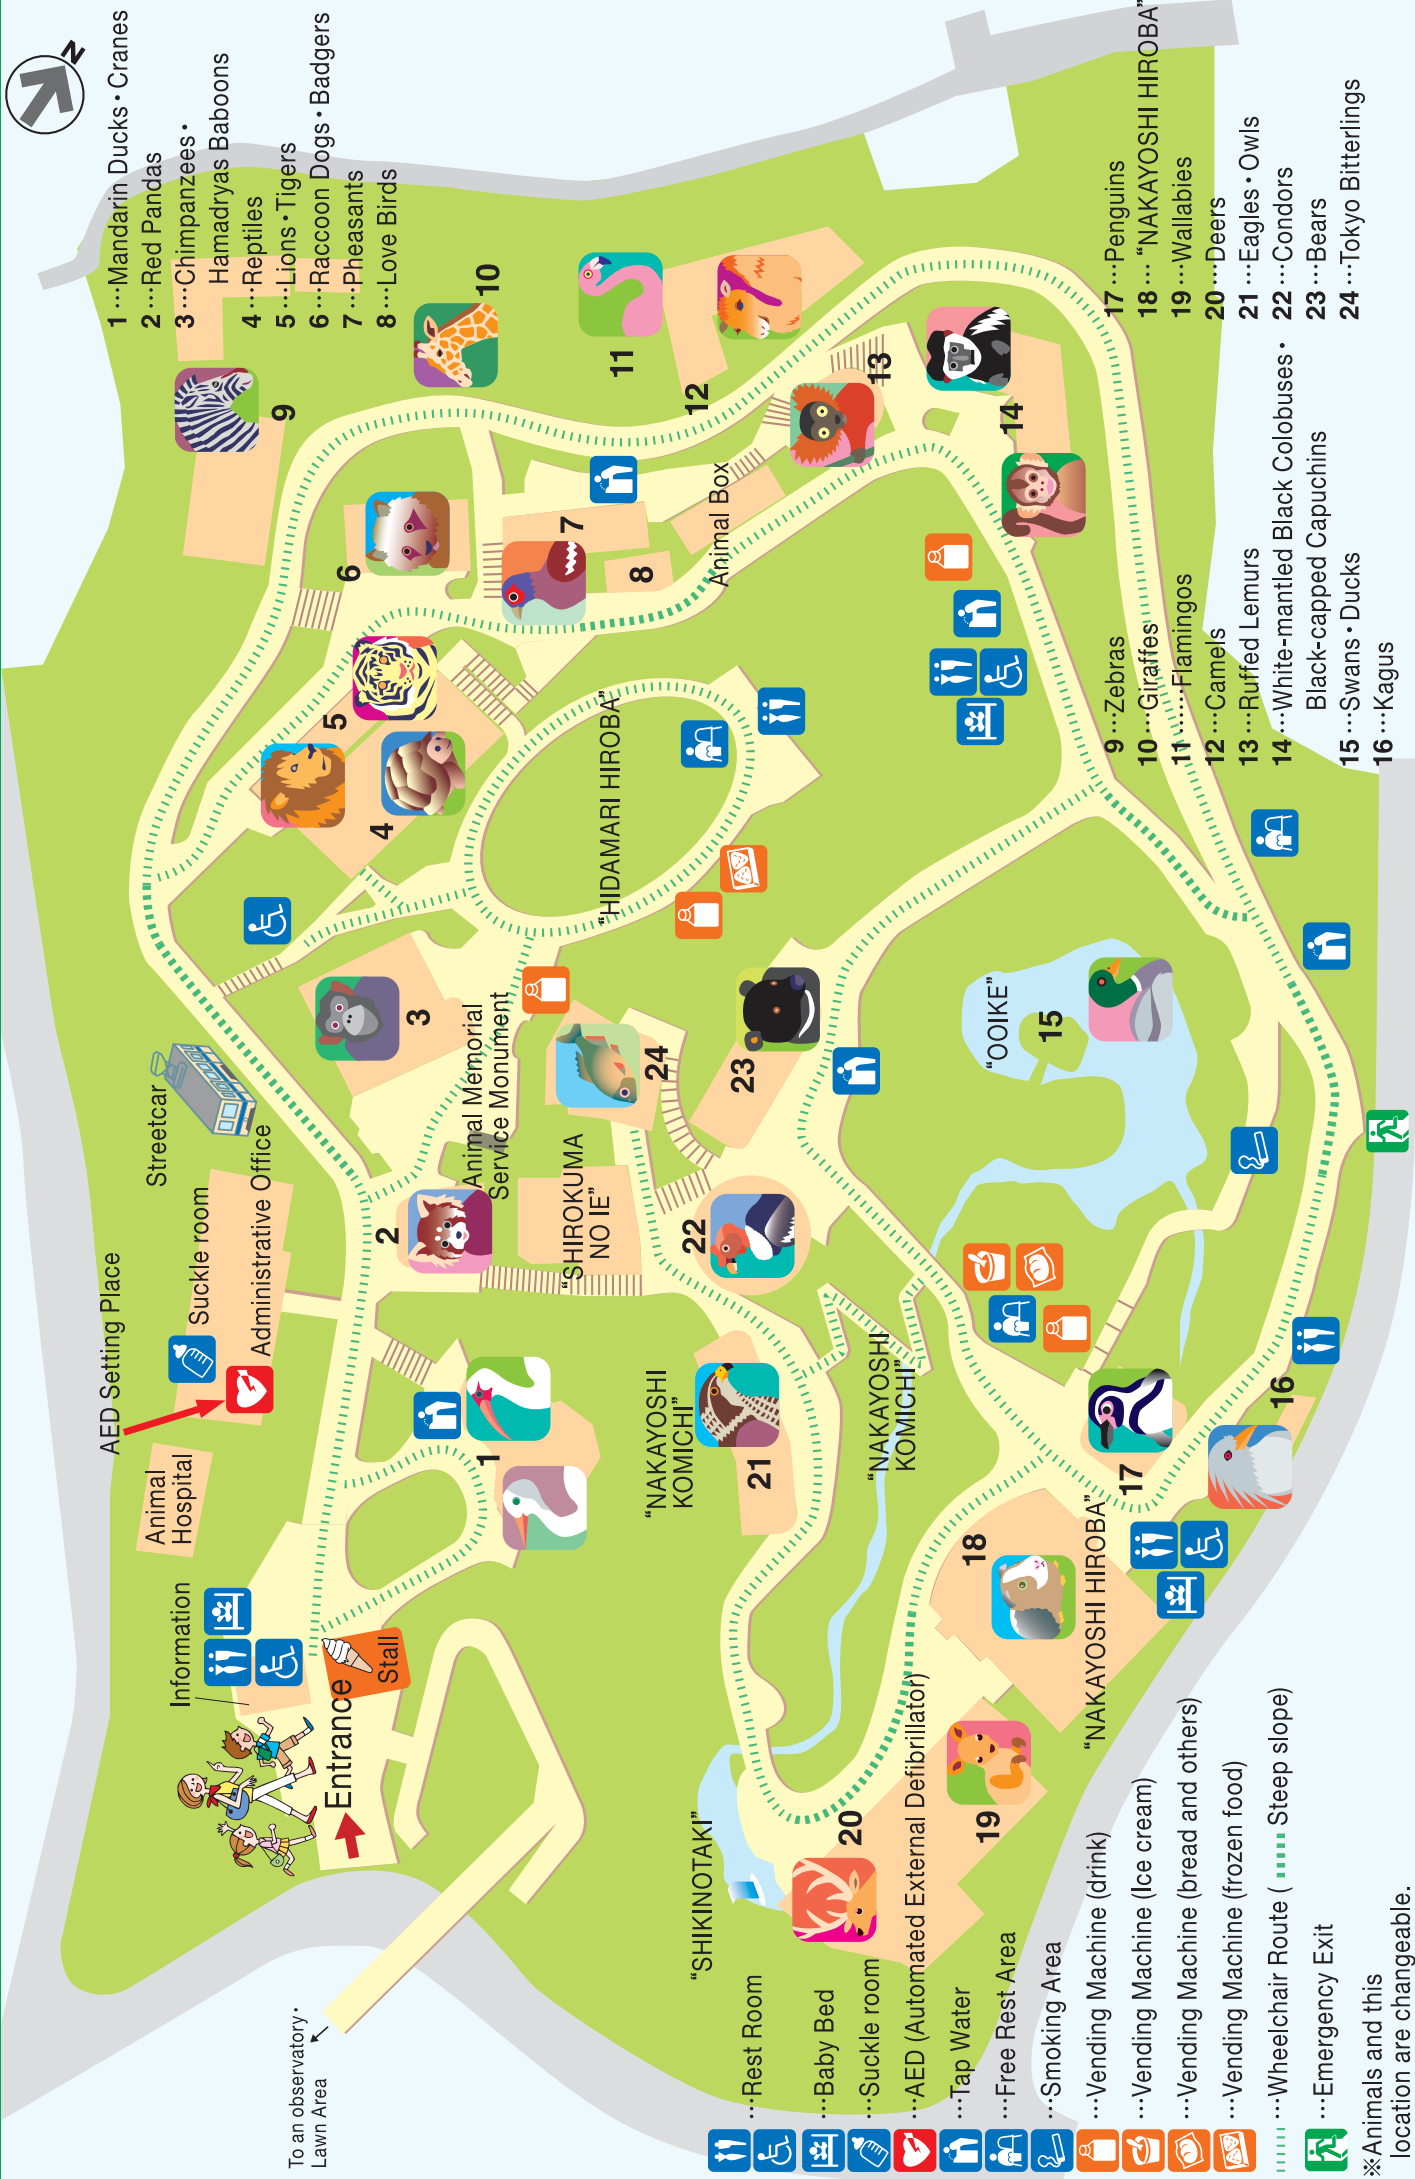 N
1…Mandarin Ducks・Cranes
2…Red Pandas
3…Chimpanzees・
Hamadryas Baboons
4…Reptiles
5…Lions・Tigers
6…Raccoon Dogs・Badgers
7…Pheasants
8…Love Birds
9…Zebras
10…Giraffes
11……Flamingos
12…Camels
13…Ruffed Lemurs
14…White-mantled Black Colobuses・
Black-capped Capuchins
15…Swans・Ducks
16…Kagus
17…Penguins
18…“NAKAYOSHI HIROBA”
19…Wallabies
20…Deers
21…Eagles・Owls
22…Condors
23…Bears
24…Tokyo Bitterlings
AED Setting Place
Streetcar
Suckle room
Administrative Office
Animal
Hospital
Information
Entrance
Stall
1
2
3
4
5
6
7
8
9
10
11
12
13
14
15
16
17
18
19
20
21
22
23
24
Animal Memorial
Service Monument
“SHIROKUMA
NO IE”
“HIDAMARI HIROBA”
Animal Box
“OOIKE”
“NAKAYOSHI
KOMICHI”
“NAKAYOSHI
KOMICHI”
“NAKAYOSHI HIROBA”
“SHIKINOTAKI”
To an observatory・
Lawn Area
…Rest Room
…Baby Bed
…Suckle room
…AED (Automated External Defibrillator)
…Tap Water
…Free Rest Area
…Smoking Area
…Vending Machine (drink)
…Vending Machine (Ice cream)
…Vending Machine (bread and others)
…Vending Machine (frozen food)
…Wheelchair Route ( Steep slope)
…Emergency Exit
※Animals and this
location are changeable.